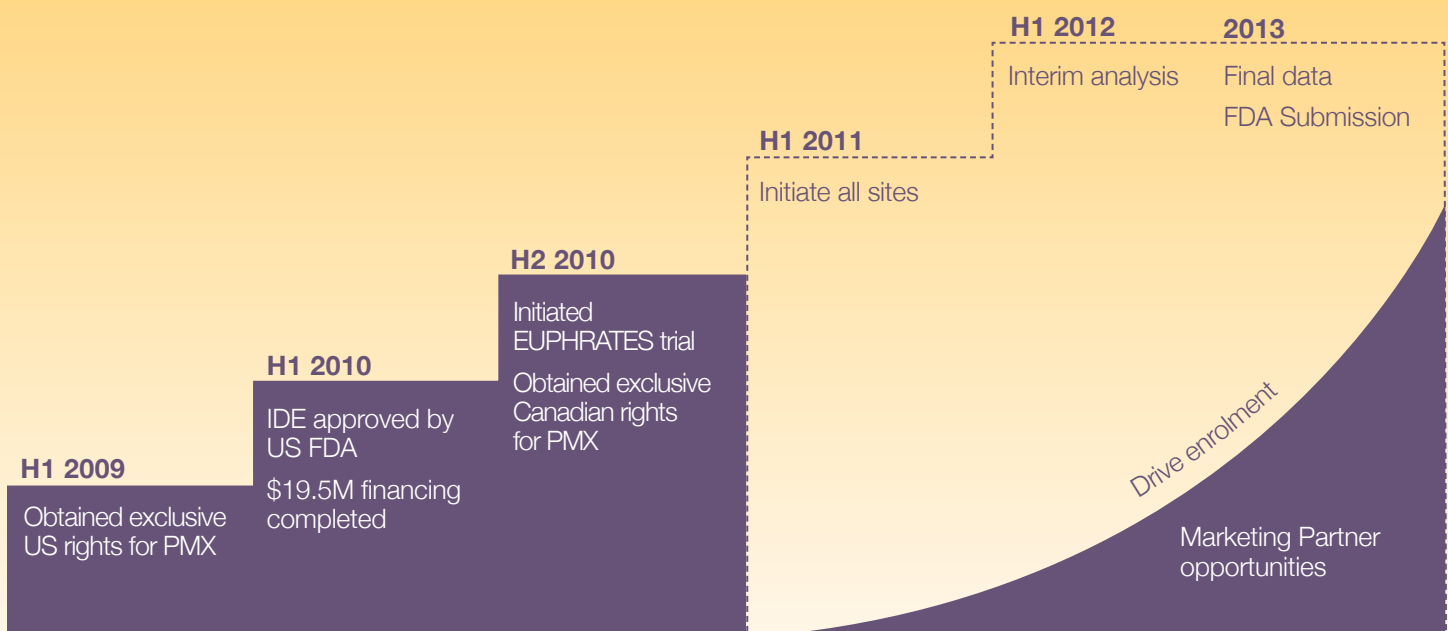 H1 2009
Obtained exclusive
US rights for PMX
H1 2010
IDE approved by
US FDA
$19.5M financing
completed
H2 2010
Initiated
EUPHRATES trial
Obtained exclusive
Canadian rights
for PMX
H1 2011
Initiate all sites
H1 2012
Interim analysis
2013
Final data
FDA Submission
Drive enrolment
Marketing Partner
opportunities